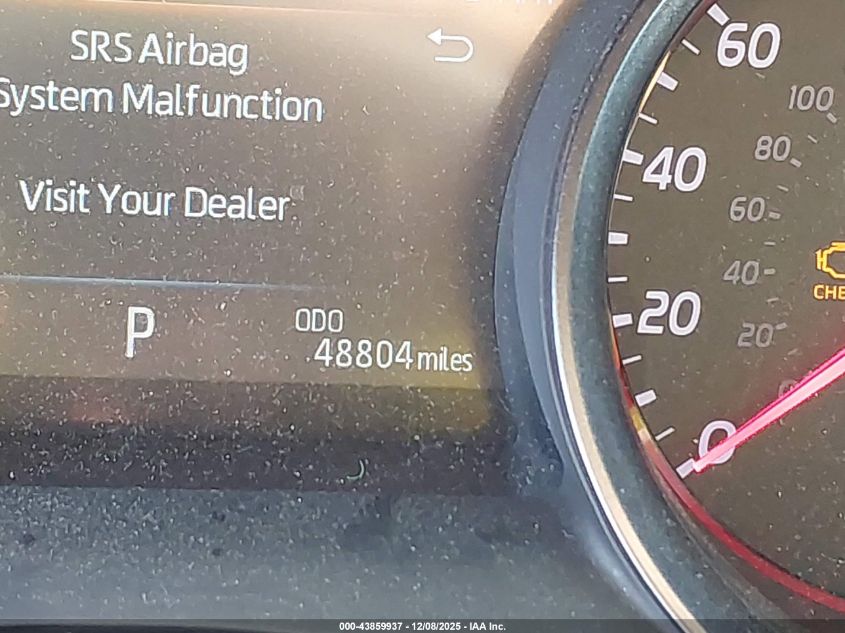 SRS Airbag
System Malfunction
Visit Your Dealer
P
ODO
48804 miles
60
40
20
0
100
80
60
40
20
CHE
000-43859937 - 12/08/2025 - IAA Inc.